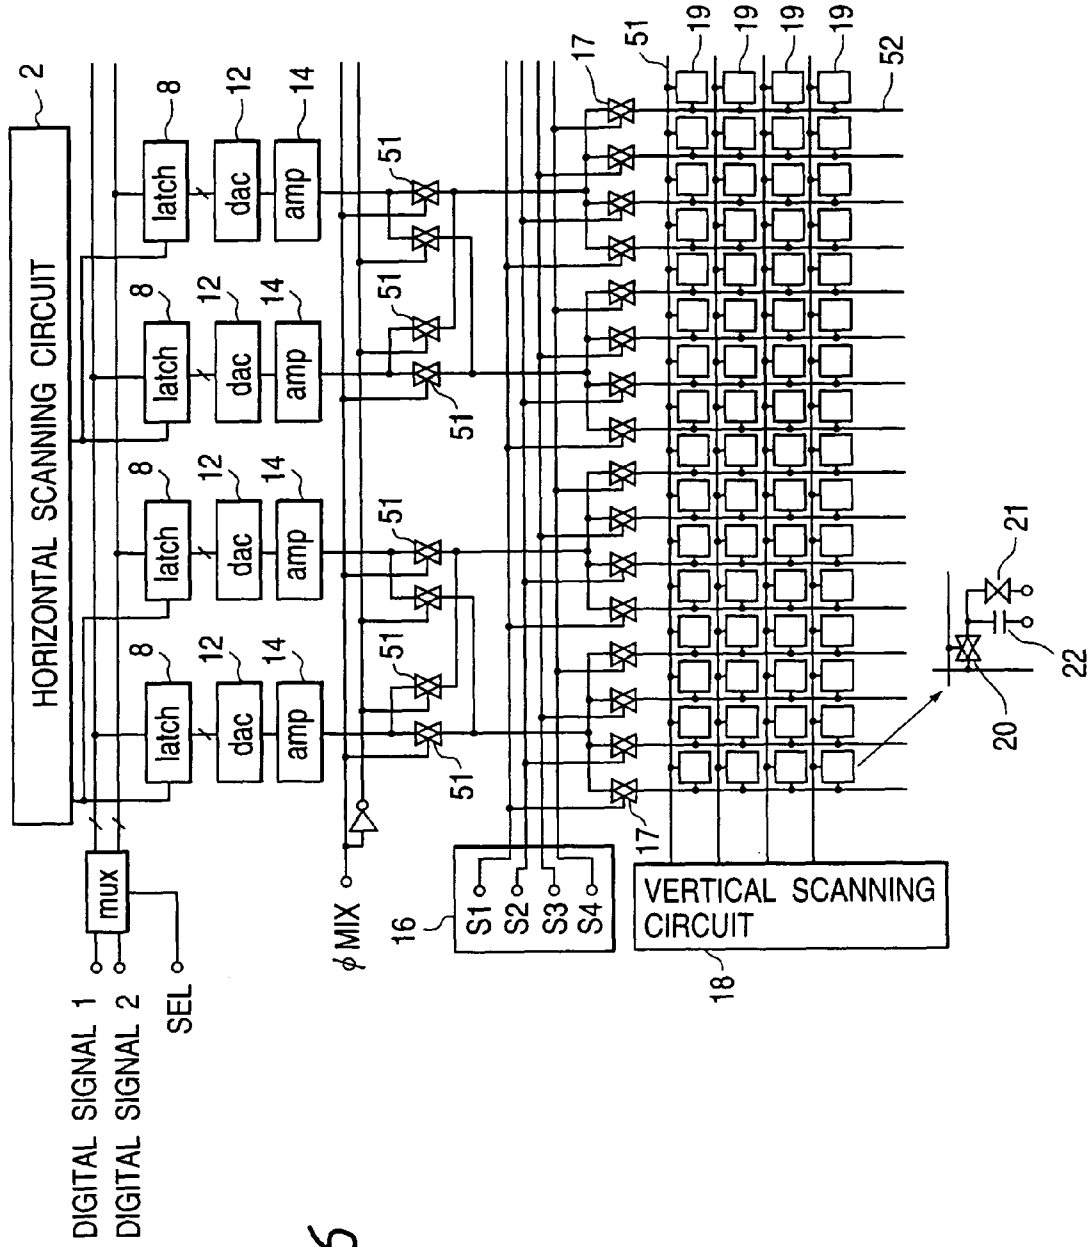 HORIZONTAL SCANNING CIRCUIT
2
DIGITAL SIGNAL 1
DIGITAL SIGNAL 2
SEL
mux
8
8
8
8
latch
latch
latch
latch
12
12
12
12
dac
dac
dac
dac
14
14
14
14
amp
amp
amp
amp
φMIX
51
51
51
51
51
51
16
S1
S2
S3
S4
17
17
51
19
19
19
19
52
VERTICAL SCANNING
CIRCUIT
18
20
21
22